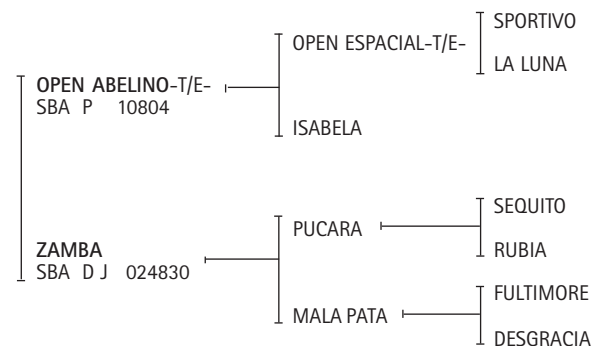 SPORTIVO
OPEN ESPACIAL-T/E-
LA LUNA
OPEN ABELINO-T/E-
SBA P 10804
ISABELA
SEQUITO
PUCARA
RUBIA
ZAMBA
SBA D J 024830
FULTIMORE
MALA PATA
DESGRACIA